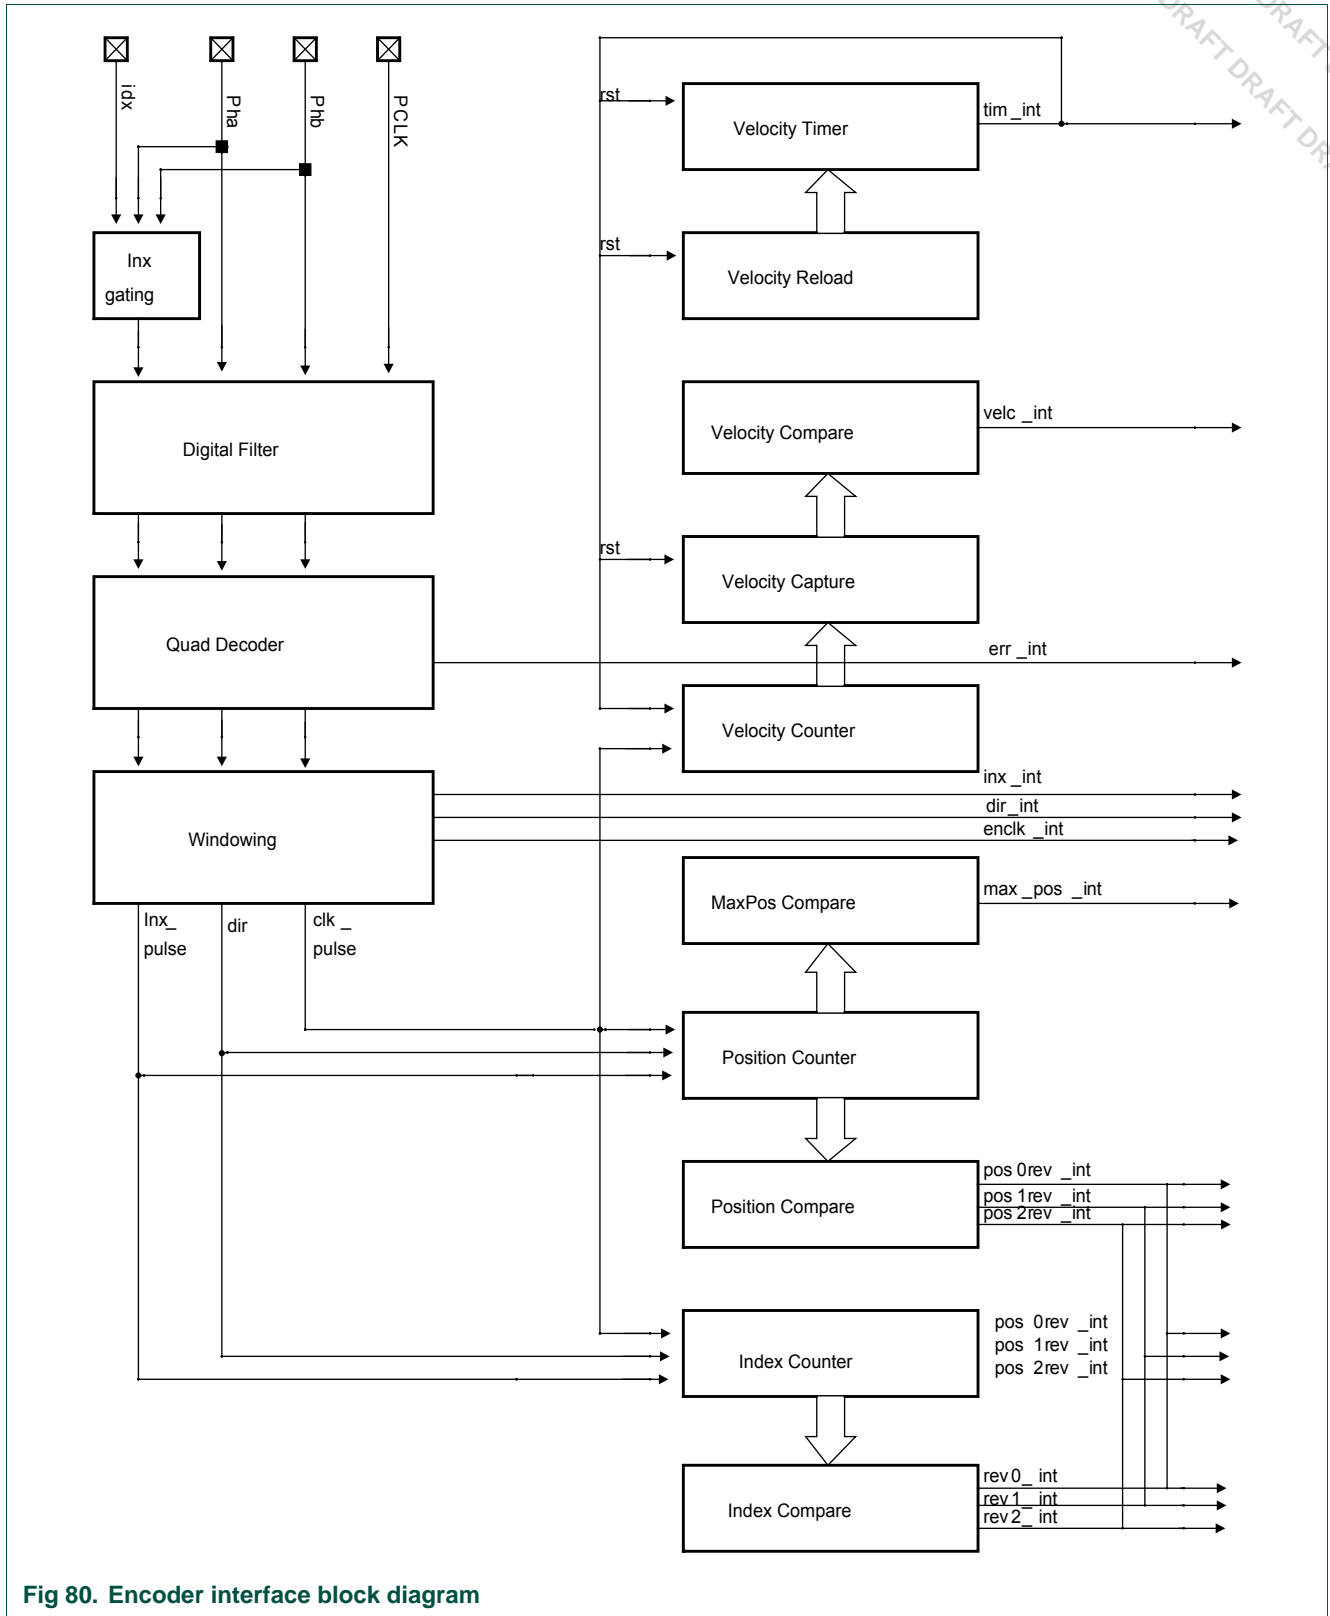 DRAFT DRAFT DR
DRAFT
idx
Pha
Phb
PCLK
rst
Velocity Timer
tim _int
Inx
gating
rst
Velocity Reload
Digital Filter
Velocity Compare
velc _int
rst
Velocity Capture
Quad Decoder
err _int
Velocity Counter
inx _int
dir _int
enclk _int
Windowing
MaxPos Compare
max _pos _int
Inx_
pulse
dir
clk _
pulse
Position Counter
Position Compare
pos 0rev _int
pos 1rev _int
pos 2rev _int
Index Counter
pos 0rev _int
pos 1rev _int
pos 2rev _int
Index Compare
rev 0_ int
rev 1_ int
rev 2_ int
Fig 80. Encoder interface block diagram